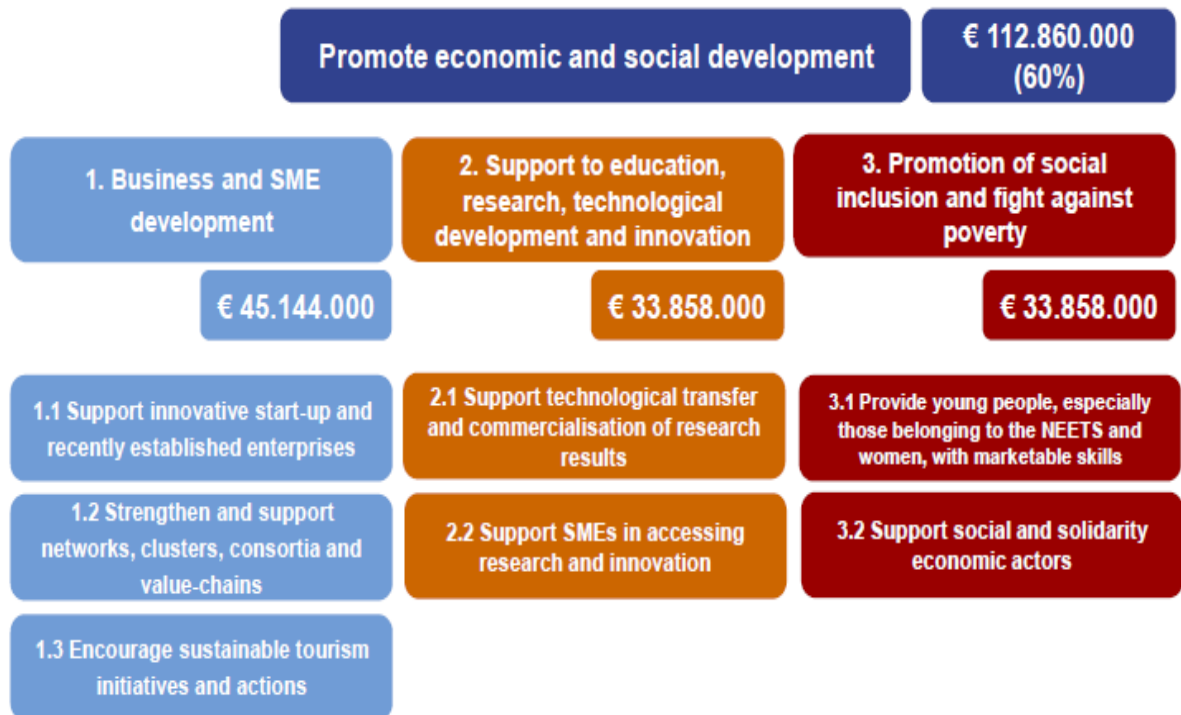 Promote economic and social development
€ 112.860.000
(60%)
1. Business and SME
development
€ 45.144.000
2. Support to education,
research, technological
development and innovation
€ 33.858.000
3. Promotion of social
inclusion and fight against
poverty
€ 33.858.000
1.1 Support innovative start-up and
recently established enterprises
1.2 Strengthen and support
networks, clusters, consortia and
value-chains
1.3 Encourage sustainable tourism
initiatives and actions
2.1 Support technological transfer
and commercialisation of research
results
2.2 Support SMEs in accessing
research and innovation
3.1 Provide young people, especially
those belonging to the NEETS and
women, with marketable skills
3.2 Support social and solidarity
economic actors